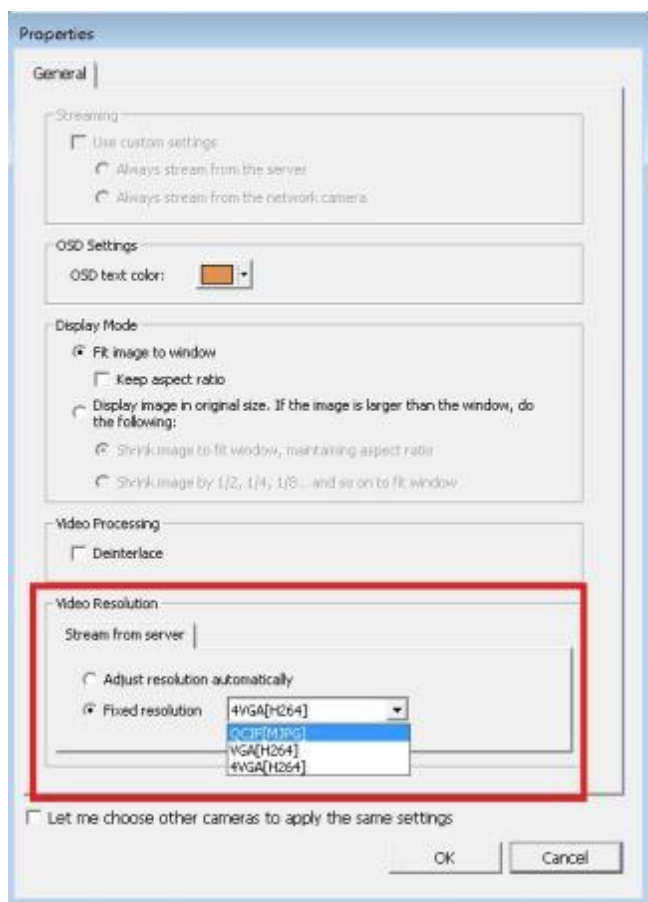 Properties
General
Streaming
Use custom settings
Always stream from the server
Always stream from the network camera
OSD Settings
OSD text color:
Display Mode
Fit image to window
Keep aspect ratio
Display image in original size. If the image is larger than the window, do
the following:
Shrink image to fit window, maintaining aspect ratio
Shrink image by 1/2, 1/4, 1/8... and so on to fit window
Video Processing
Deinterlace
Video Resolution
Stream from server
Adjust resolution automatically
Fixed resolution 4VGA[H264]
QCIF[MJPG]
VGA[H264]
4VGA[H264]
Let me choose other cameras to apply the same settings
OK Cancel